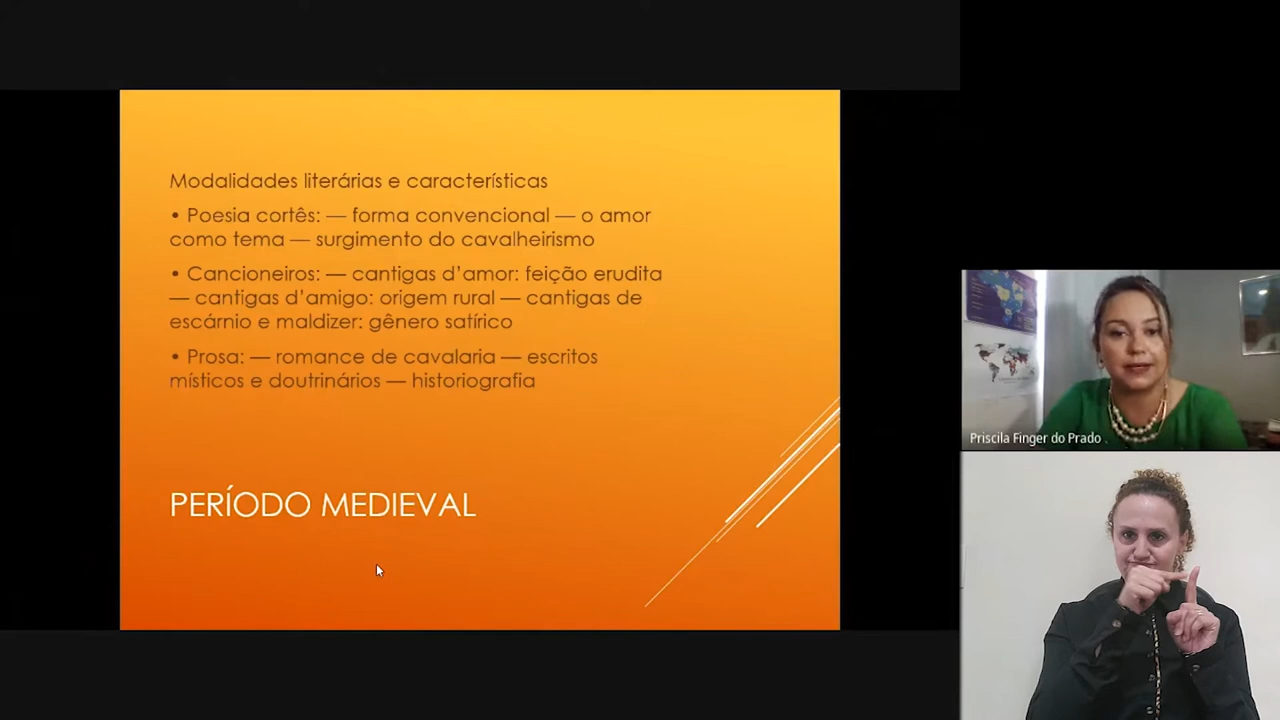 Modalidades literárias e características
• Poesia cortês: — forma convencional — o amor
como tema — surgimento do cavalheirismo
• Cancioneiros: — cantigas d’amor: feição erudita
— cantigas d’amigo: origem rural — cantigas de
escárnio e maldizer: gênero satírico
• Prosa: — romance de cavalaria — escritos
místicos e doutrinários — historiografia
PERÍODO MEDIEVAL
Priscila Finger do Prado